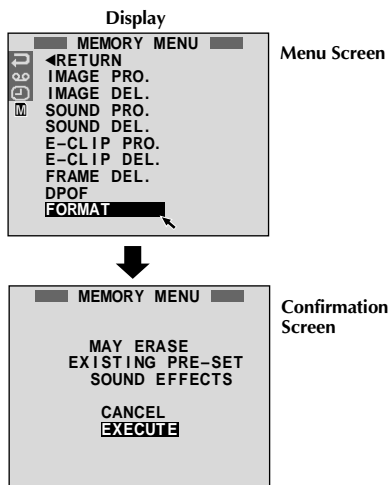 Display
MEMORY MENU
Menu Screen
◄RETURN
IMAGE PRO.
IMAGE DEL.
M SOUND PRO.
SOUND DEL.
E–CLIP PRO.
E–CLIP DEL.
FRAME DEL.
DPOF
FORMAT
MEMORY MENU
Confirmation
Screen
MAY ERASE
EXISTING PRE–SET
SOUND EFFECTS
CANCEL
EXECUTE